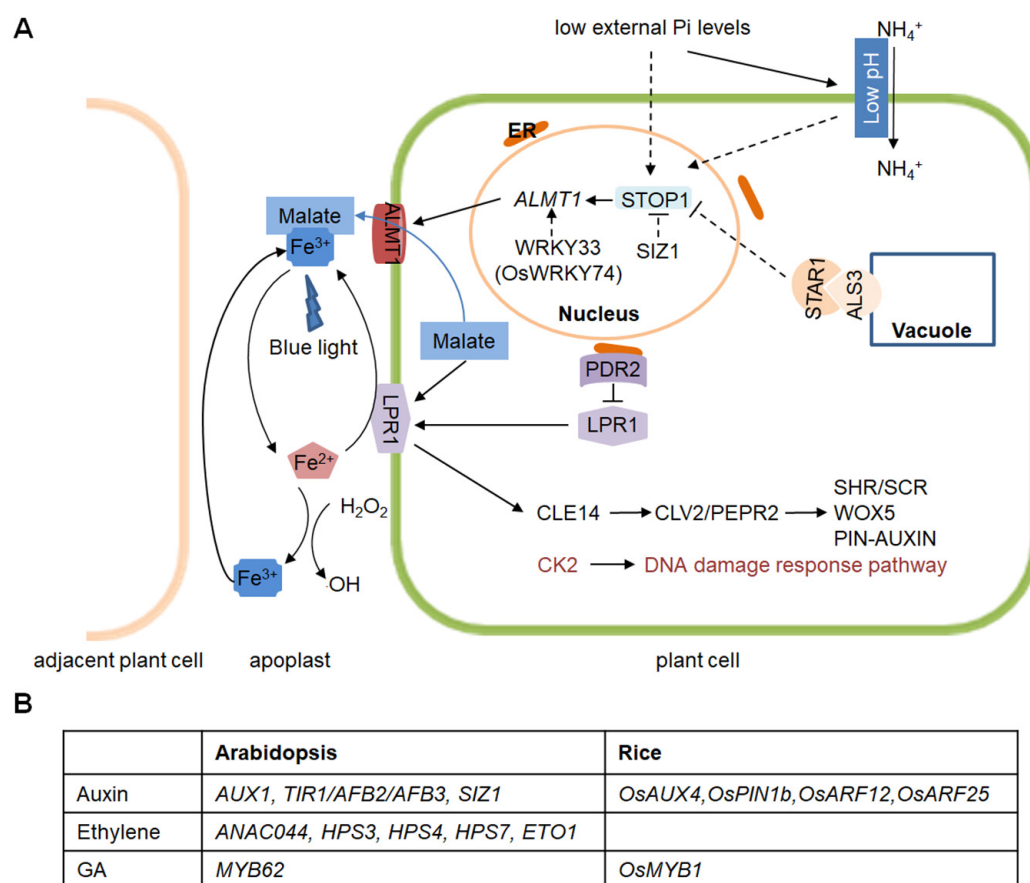 A
low external Pi levels
NH₄⁺
Low pH
NH₄⁺
ER
ALMT1
STOP1
WRKY33
(OsWRKY74)
SIZ1
Nucleus
ALMT1
Malate
Fe³⁺
Blue light
Malate
STAR1
ALS3
Vacuole
PDR2
LPR1
LPR1
Fe²⁺
H₂O₂
Fe³⁺
·OH
CLE14
CLV2/PEPR2
SHR/SCR
WOX5
PIN-AUXIN
CK2
DNA damage response pathway
adjacent plant cell
apoplast
plant cell
B
Arabidopsis Rice
Auxin AUX1, TIR1/AFB2/AFB3, SIZ1 OsAUX4,OsPIN1b,OsARF12,OsARF25
Ethylene ANAC044, HPS3, HPS4, HPS7, ETO1
GA MYB62 OsMYB1